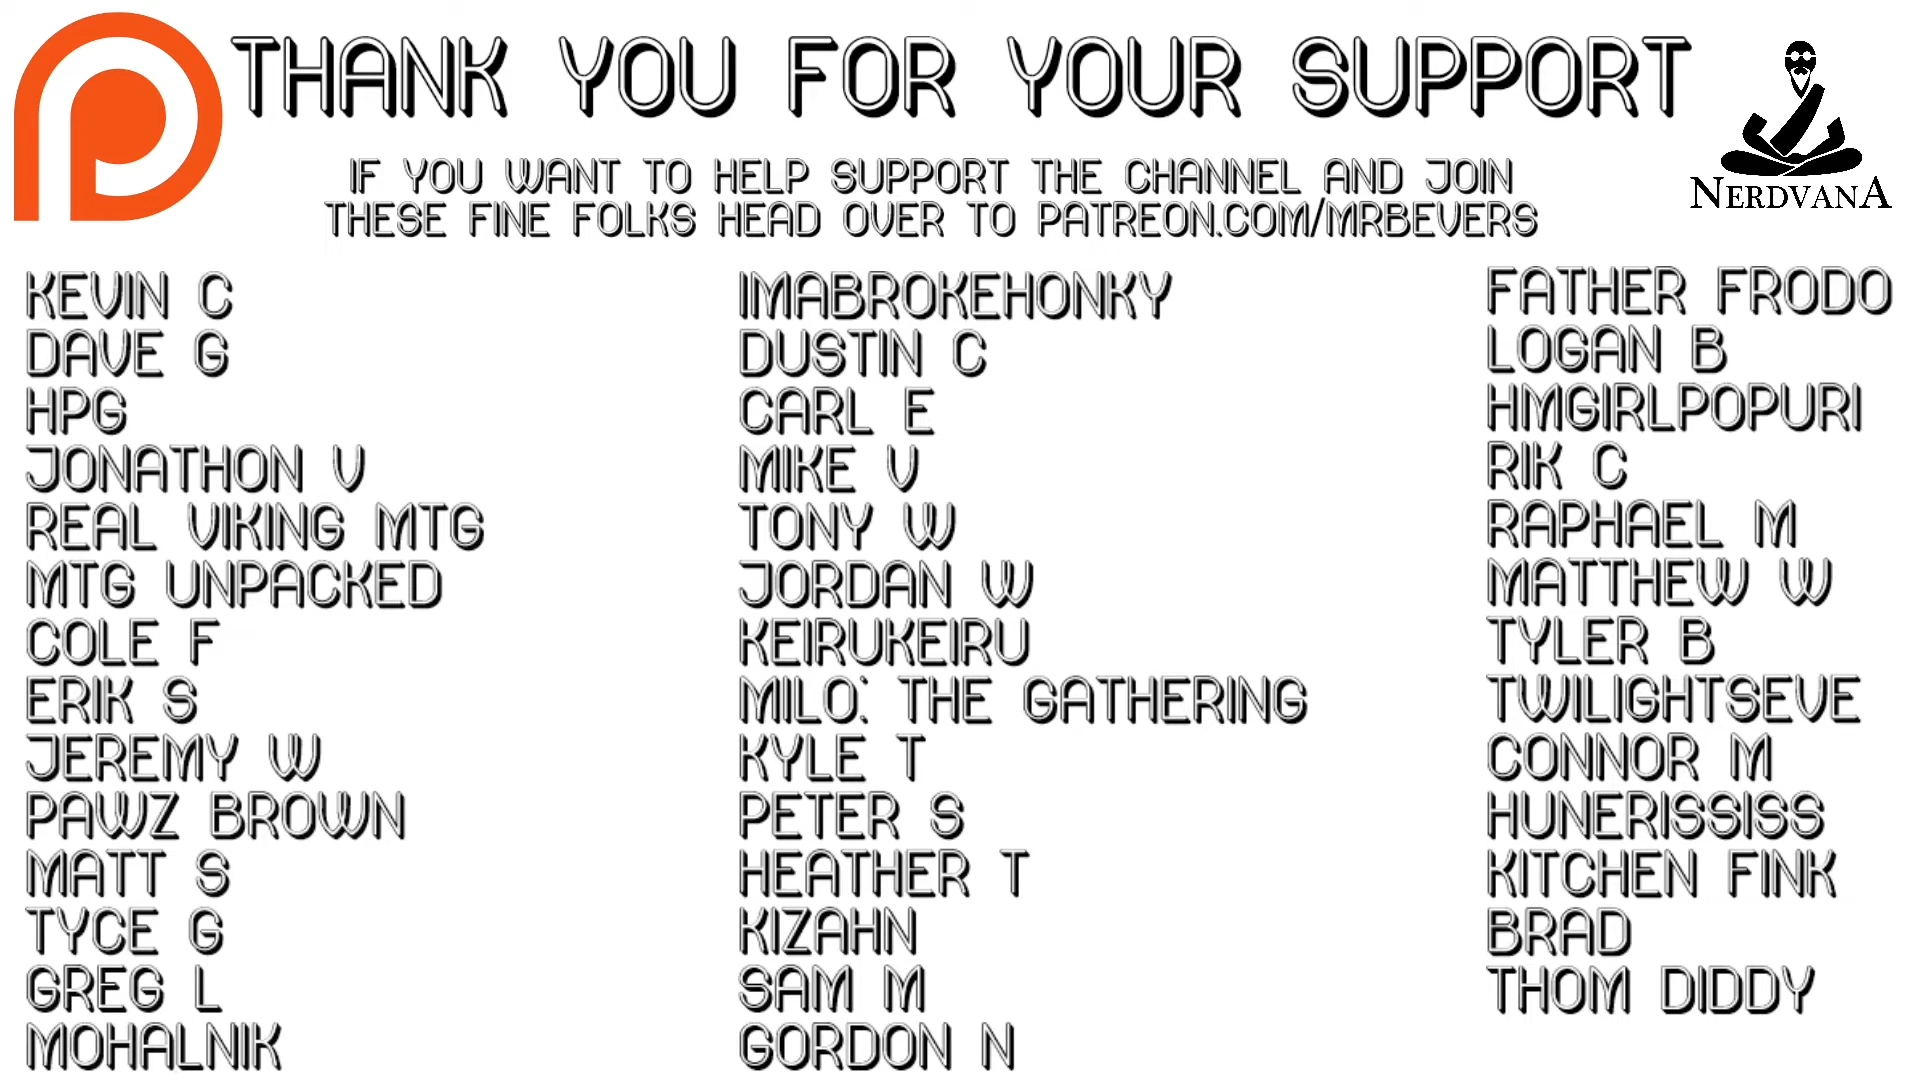 THANK YOU FOR YOUR SUPPORT
NERDVANA
IF YOU WANT TO HELP SUPPORT THE CHANNEL AND JOIN
THESE FINE FOLKS HEAD OVER TO PATREON.COM/MRBEVERS
KEVIN C
DAVE G
HPG
JONATHON V
REAL VIKING MTG
MTG UNPACKED
COLE F
ERIK S
JEREMY W
PAWZ BROWN
MATT S
TYCE G
GREG L
MOHALNIK
IMABROKEHONKY
DUSTIN C
CARL E
MIKE V
TONY W
JORDAN W
KEIRUKEIRU
MILO: THE GATHERING
KYLE T
PETER S
HEATHER T
KIZAHN
SAM M
GORDON N
FATHER FRODO
LOGAN B
HMGIRLPOPURI
RIK C
RAPHAEL M
MATTHEW W
TYLER B
TWILIGHTSEVE
CONNOR M
HUNERISSISS
KITCHEN FINK
BRAD
THOM DIDDY